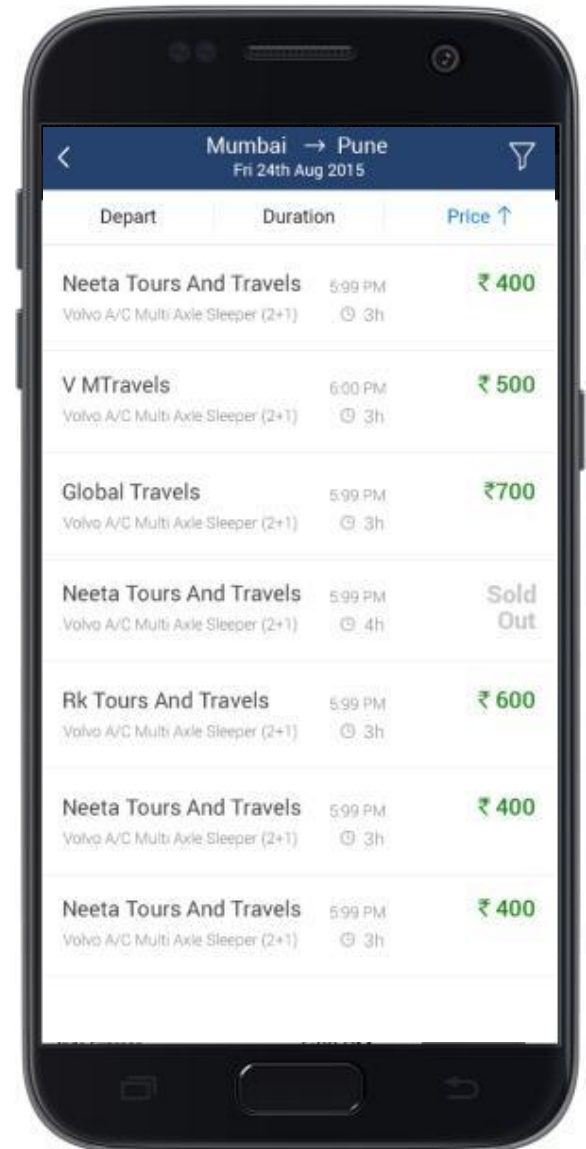 Mumbai → Pune
Fri 24th Aug 2015
Depart Duration Price ↑
Neeta Tours And Travels 5:99 PM ₹ 400
Volvo A/C Multi Axle Sleeper (2+1) 3h
V MTravels 6:00 PM ₹ 500
Volvo A/C Multi Axle Sleeper (2+1) 3h
Global Travels 5:99 PM ₹700
Volvo A/C Multi Axle Sleeper (2+1) 3h
Neeta Tours And Travels 5:99 PM Sold
Volvo A/C Multi Axle Sleeper (2+1) 4h Out
Rk Tours And Travels 5:99 PM ₹ 600
Volvo A/C Multi Axle Sleeper (2+1) 3h
Neeta Tours And Travels 5:99 PM ₹ 400
Volvo A/C Multi Axle Sleeper (2+1) 3h
Neeta Tours And Travels 5:99 PM ₹ 400
Volvo A/C Multi Axle Sleeper (2+1) 3h